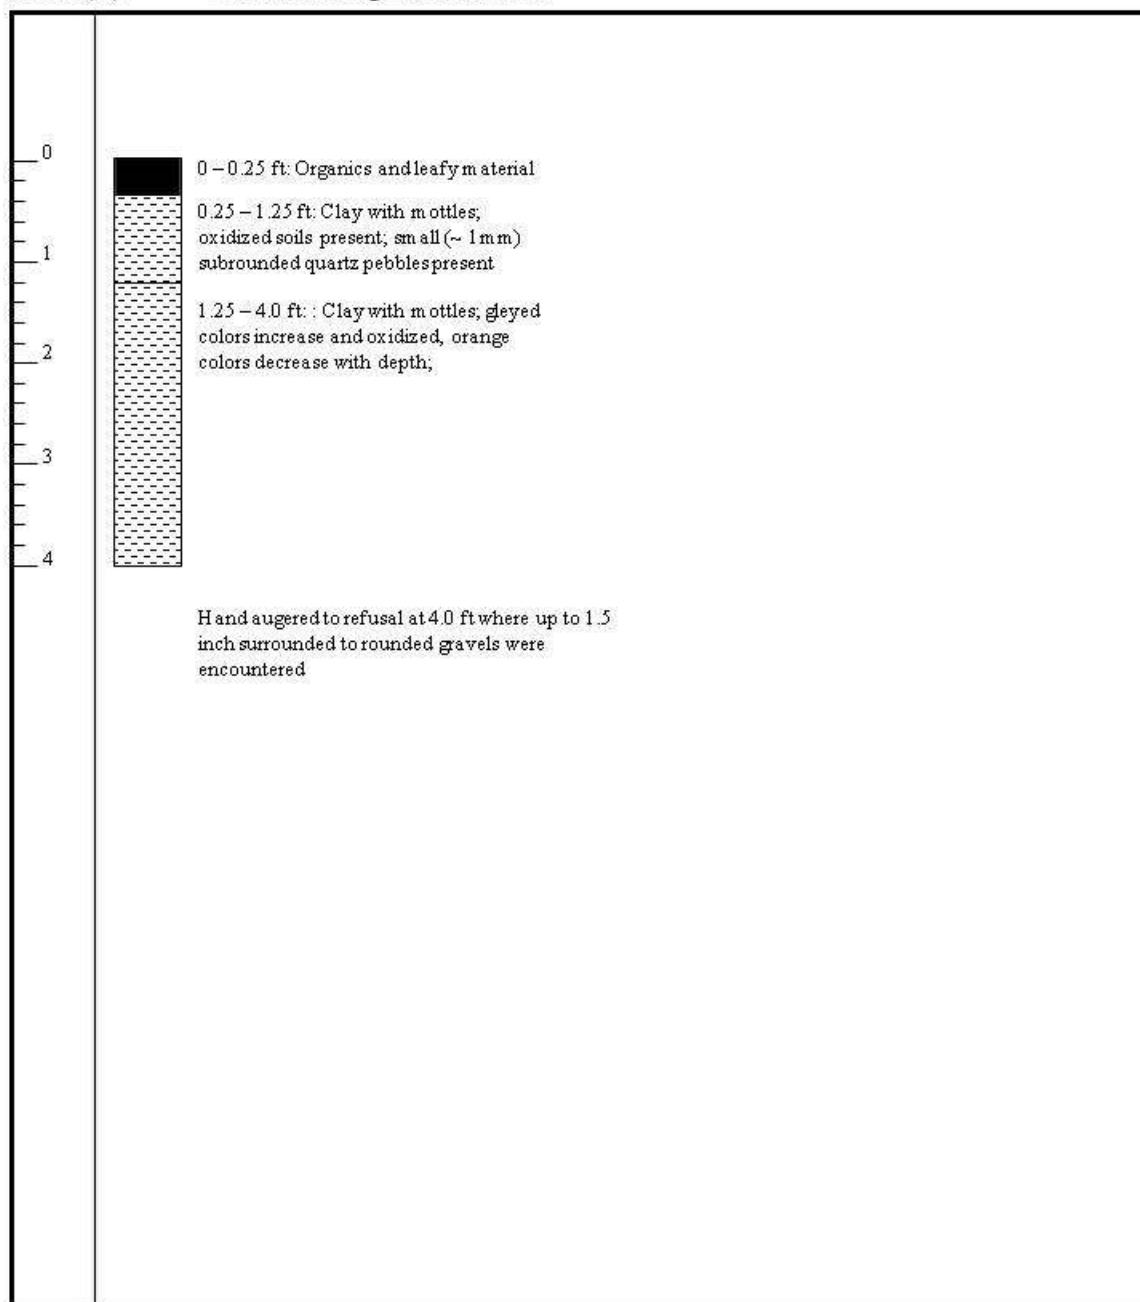 0
0 – 0.25 ft: Organics and leafy material
0.25 – 1.25 ft: Clay with mottles;
oxidized soils present; small (~ 1mm)
subrounded quartz pebbles present
1
1.25 – 4.0 ft: : Clay with mottles; gleyed
colors increase and oxidized, orange
colors decrease with depth;
2
3
4
Hand augered to refusal at 4.0 ft where up to 1.5
inch surrounded to rounded gravels were
encountered